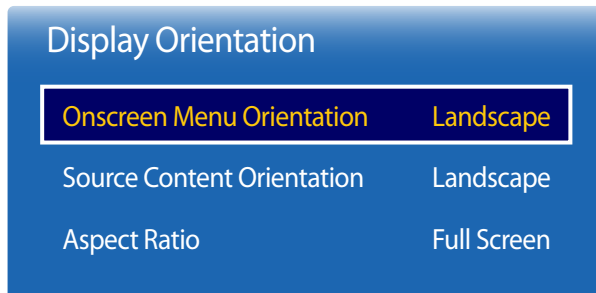 Display Orientation
Onscreen Menu Orientation Landscape
Source Content Orientation Landscape
Aspect Ratio Full Screen